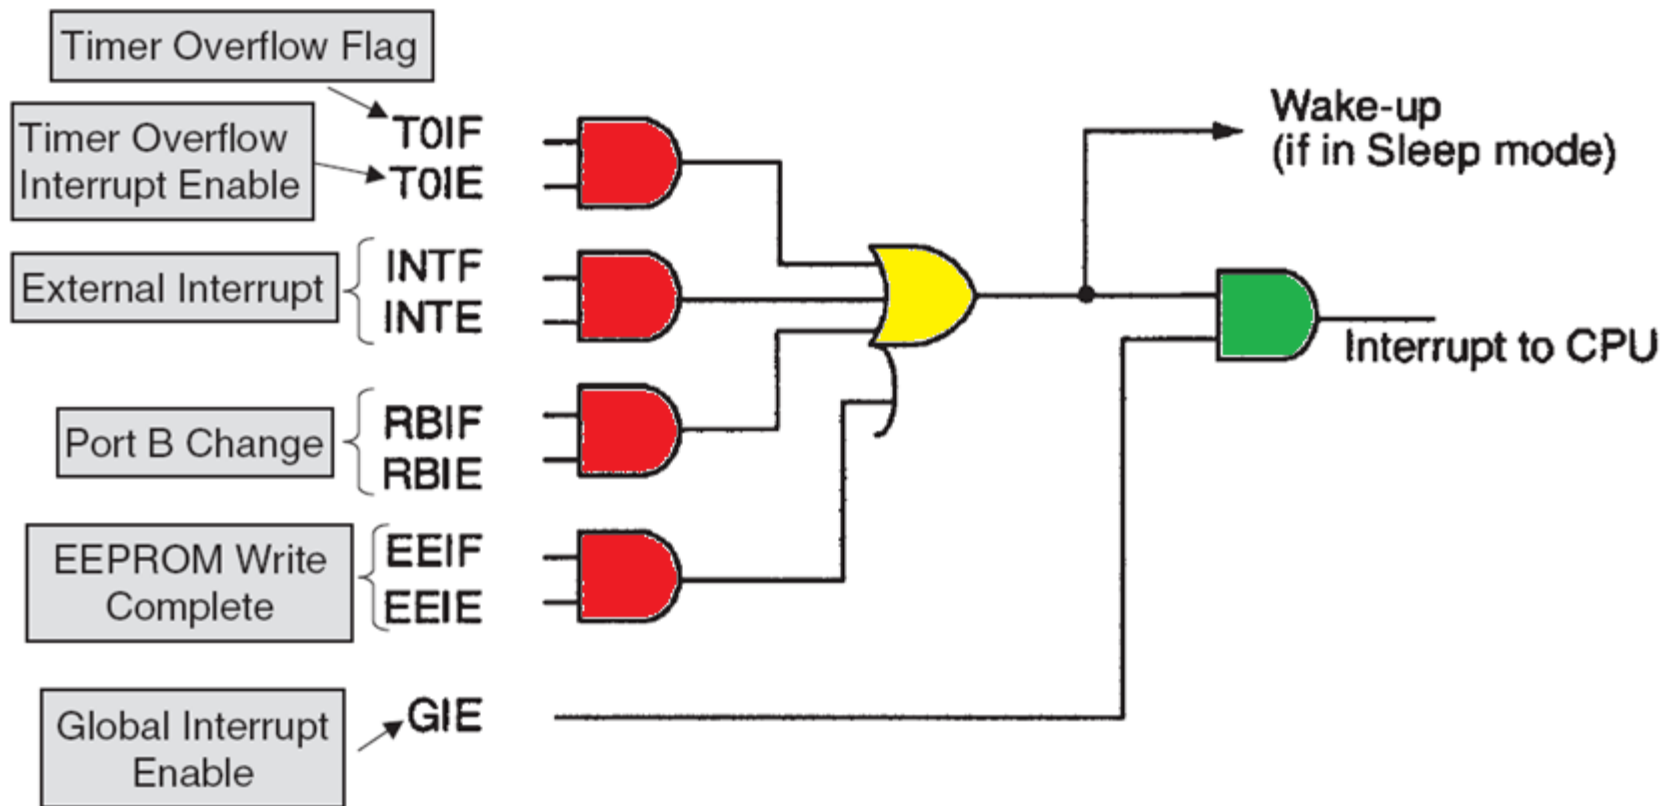 Timer Overflow Flag
Timer Overflow
Interrupt Enable
T0IF
T0IE
External Interrupt
INTF
INTE
Port B Change
RBIF
RBIE
EEPROM Write
Complete
EEIF
EEIE
Global Interrupt
Enable
GIE
Wake-up
(if in Sleep mode)
Interrupt to CPU